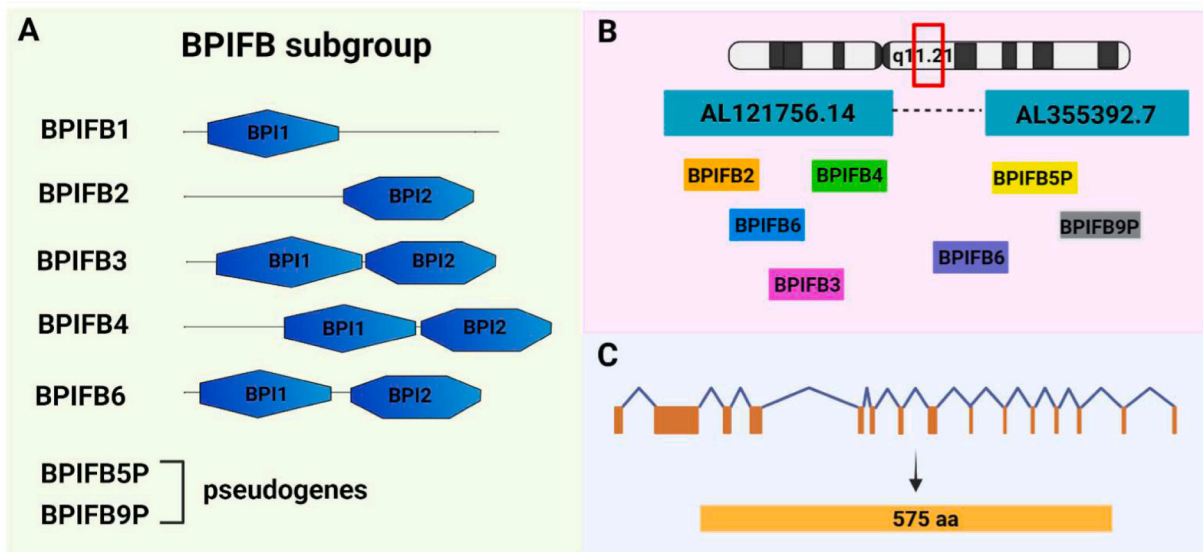 A
BPIFB subgroup
BPIFB1
BPI1
BPIFB2
BPI2
BPIFB3
BPI1
BPI2
BPIFB4
BPI1
BPI2
BPIFB6
BPI1
BPI2
BPIFB5P
BPIFB9P
pseudogenes
B
q11.21
AL121756.14
AL355392.7
BPIFB2
BPIFB4
BPIFB5P
BPIFB6
BPIFB9P
BPIFB6
BPIFB3
C
575 aa